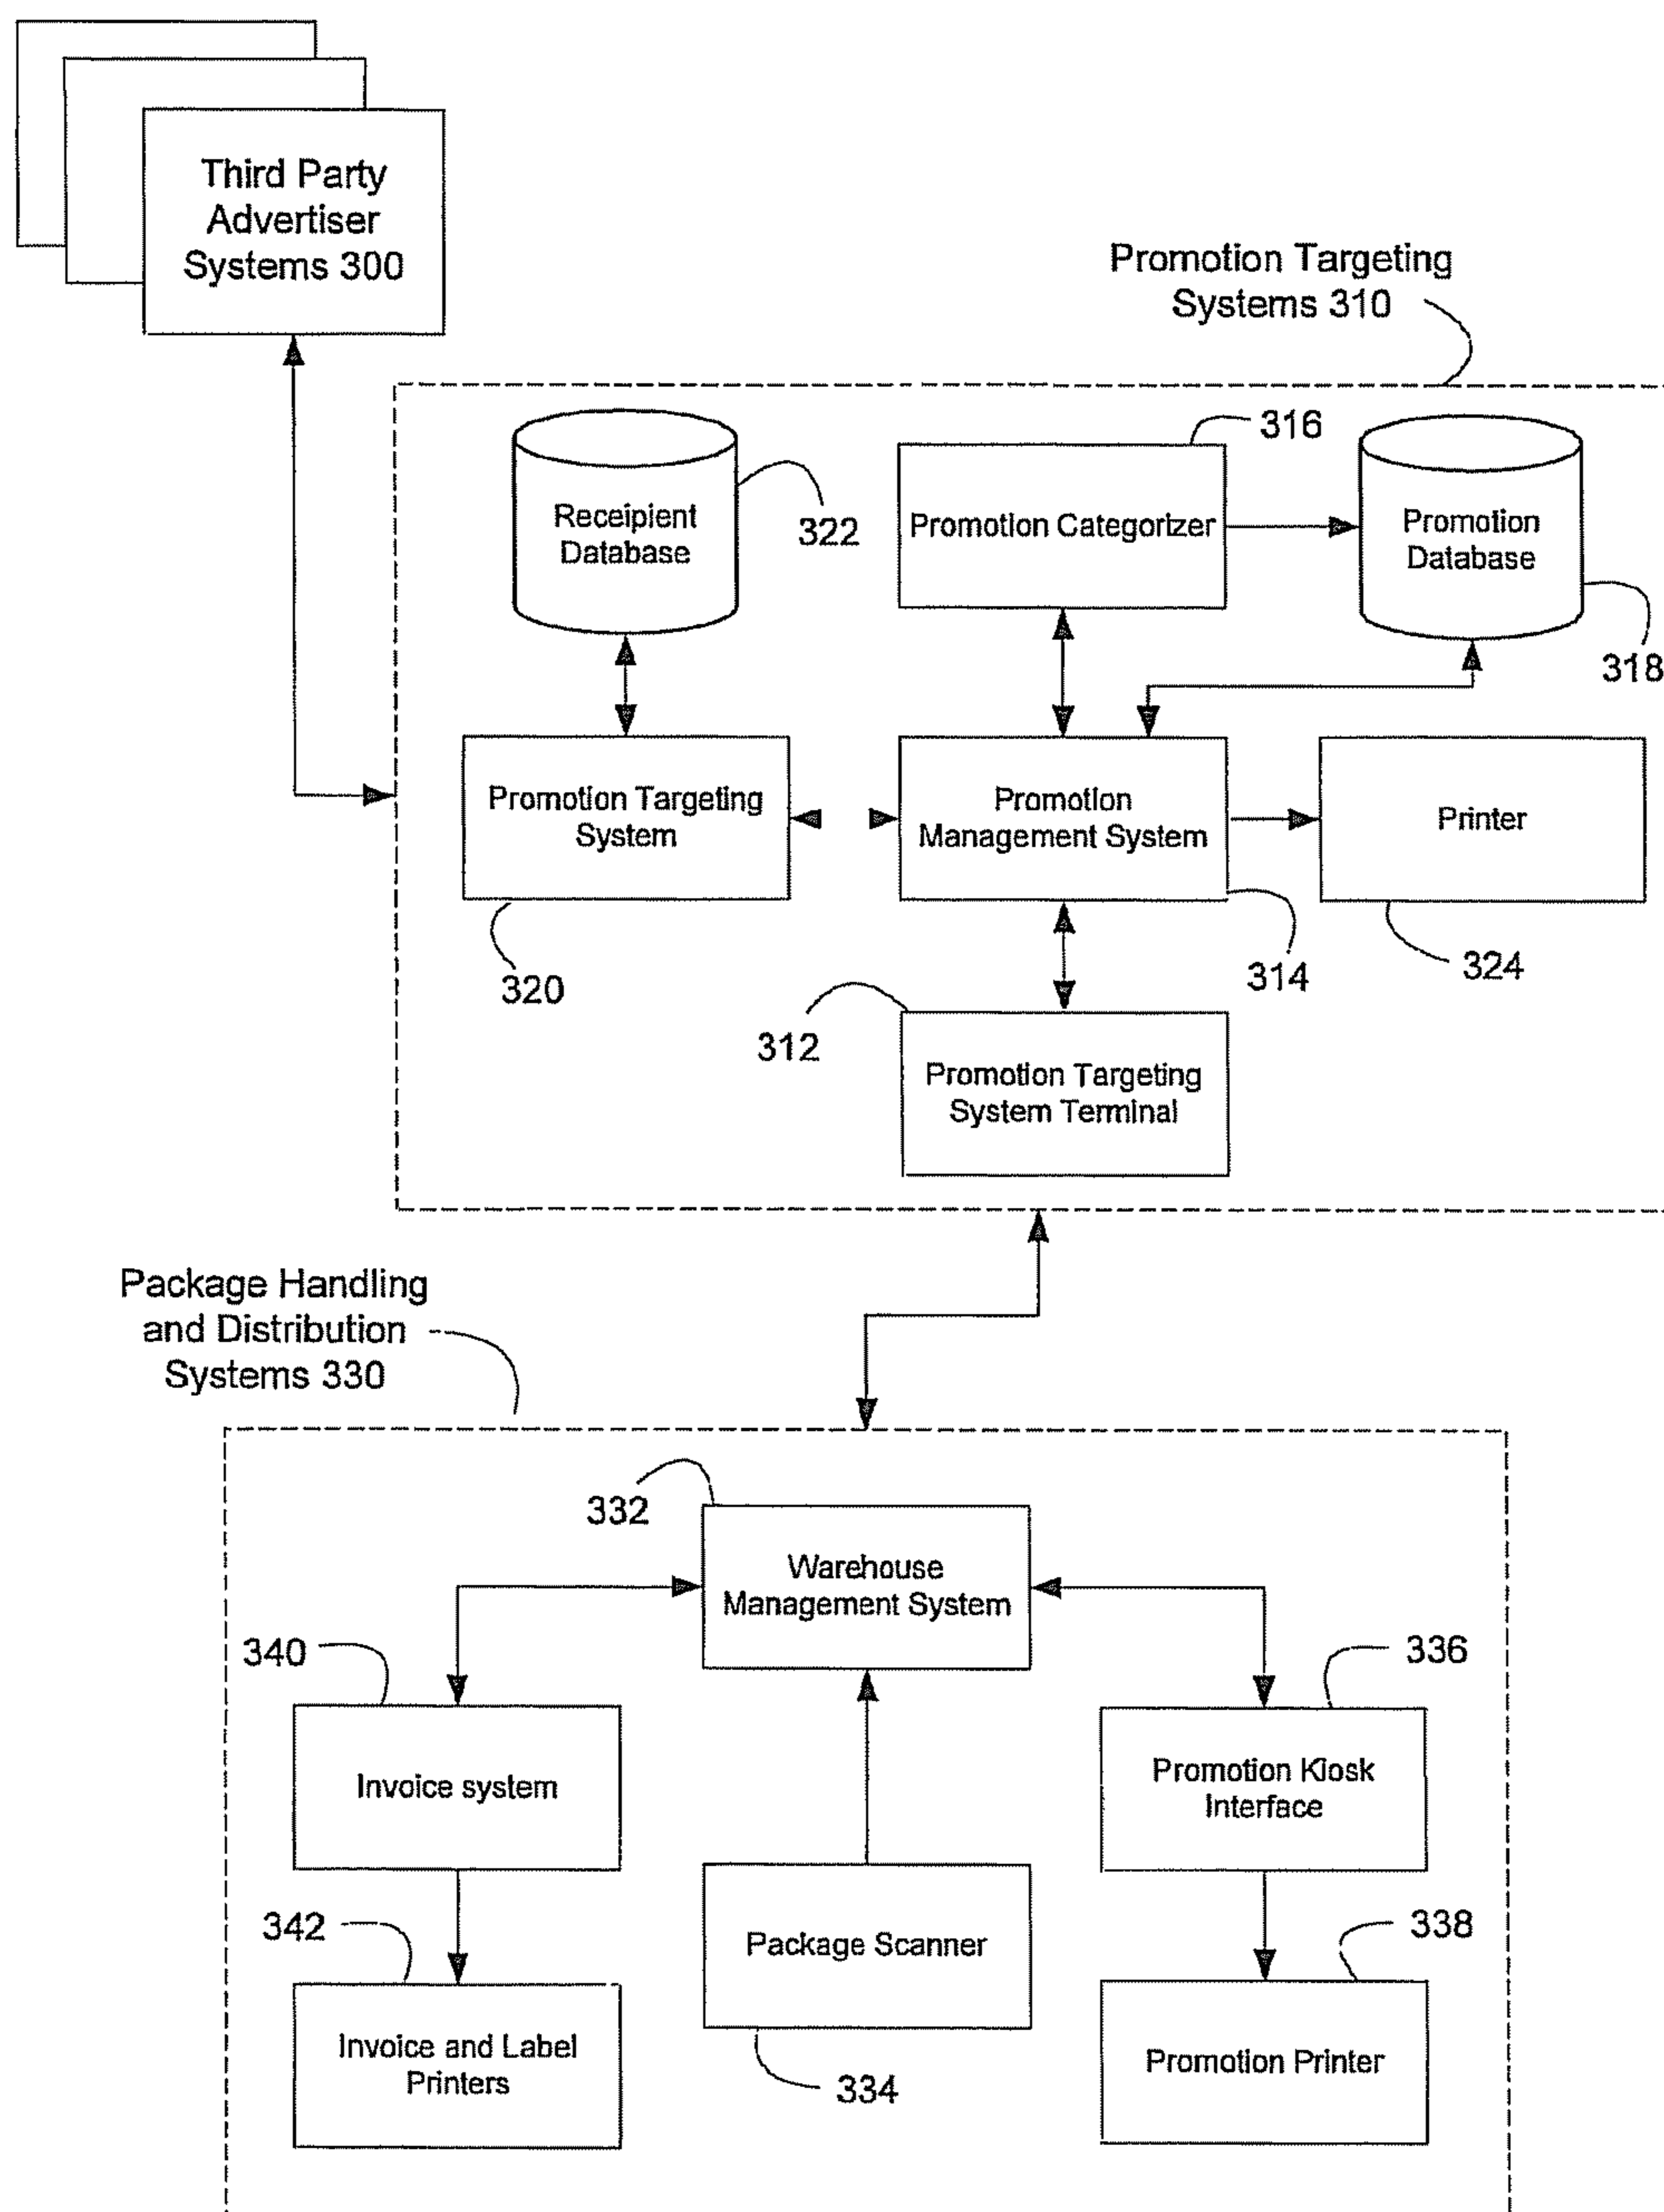 Third Party
Advertiser
Systems 300
Promotion Targeting
Systems 310
316
Receipient
Database
322
Promotion Categorizer
Promotion
Database
318
Promotion Targeting
System
Promotion
Management System
Printer
320
314
324
312
Promotion Targeting
System Terminal
Package Handling
and Distribution
Systems 330
332
Warehouse
Management System
340
336
Invoice system
Promotion Kiosk
Interface
342
Package Scanner
338
Invoice and Label
Printers
334
Promotion Printer